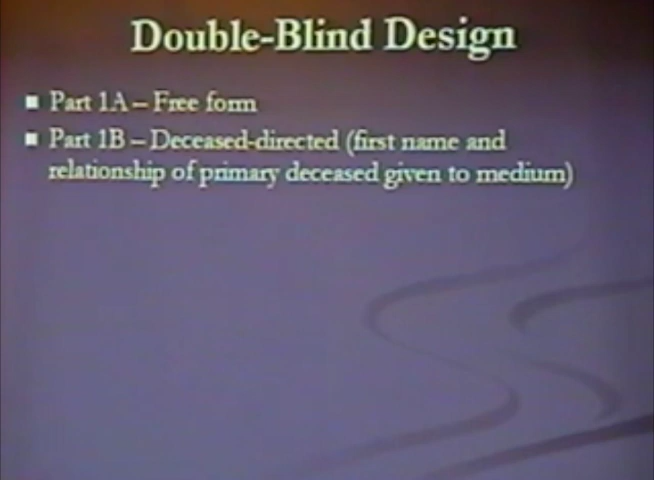 Double-Blind Design
Part 1A – Free form
Part 1B – Deceased-directed (first name and
relationship of primary deceased given to medium)